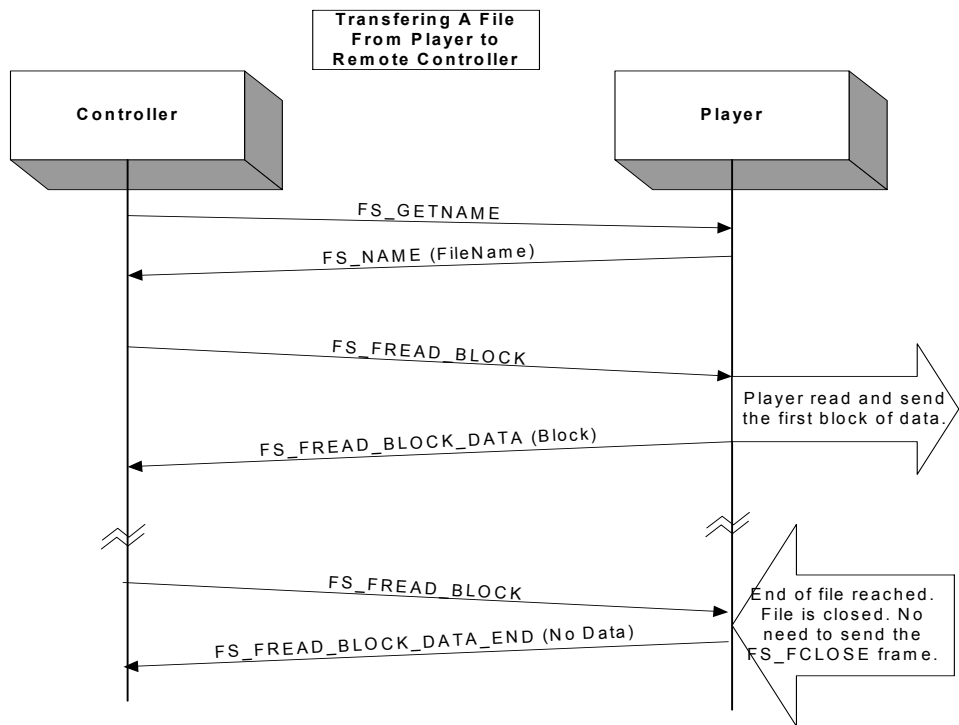 Transfering A File
From Player to
Remote Controller
Controller
Player
FS_GETNAME
FS_NAME (FileName)
FS_FREAD_BLOCK
Player read and send
the first block of data.
FS_FREAD_BLOCK_DATA (Block)
FS_FREAD_BLOCK
End of file reached.
File is closed. No
need to send the
FS_FCLOSE frame.
FS_FREAD_BLOCK_DATA_END (No Data)